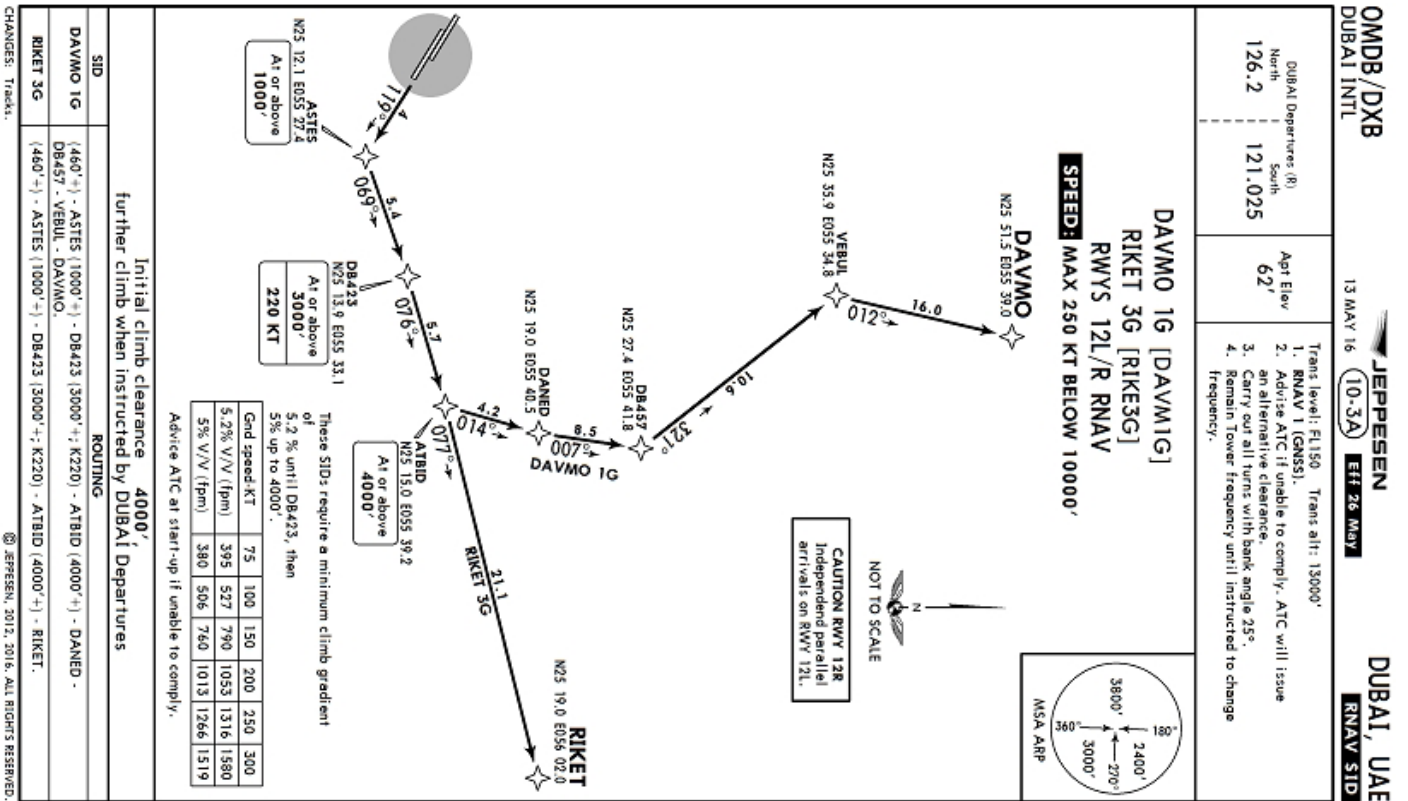 OMDB/DXB
DUBAI INTL
JEPPESEN
13 MAY 16
10-3A
Eff 26 May
DUBAI, UAE
RNAV SID
DUBAI Departures (R)
North
South
126.2
121.025
Apt Elev
62'
Trans level: FL150 Trans alt: 13000'
1. RNAV 1 (GNSS).
2. Advise ATC if unable to comply. ATC will issue
an alternative clearance.
3. Carry out all turns with bank angle 25°.
4. Remain Tower frequency until instructed to change
frequency.
DAVMO 1G [DAVM1G]
RIKET 3G [RIKE3G]
RWYS 12L/R RNAV
SPEED: MAX 250 KT BELOW 10000'
180°
2400'
270°
3800'
3000'
360°
MSA ARP
DAVMO
N25 51.5 E055 39.0
16.0
012°
VEBUL
N25 35.9 E055 34.8
10.6
321°
N
NOT TO SCALE
CAUTION RWY 12R
Independend parallel
arrivals on RWY 12L.
DB457
N25 27.4 E055 41.8
8.5
007°
DAVMO 1G
DANED
N25 19.0 E055 40.5
4.2
014°
RIKET
N25 19.0 E056 02.0
21.1
RIKET 3G
077°
ATBID
N25 15.0 E055 39.2
At or above
4000'
5.7
076°
DB423
N25 13.9 E055 33.1
At or above
3000'
220 KT
5.4
069°
119°
ASTES
N25 12.1 E055 27.4
At or above
1000'
These SIDs require a minimum climb gradient
of
5.2 % until DB423, then
5% up to 4000'.
Gnd speed-KT 75 100 150 200 250 300
5.2% V/V (fpm) 395 527 790 1053 1316 1580
5% V/V (fpm) 380 506 760 1013 1266 1519
Advice ATC at start-up if unable to comply.
Initial climb clearance 4000',
further climb when instructed by DUBAI Departures
SID ROUTING
DAVMO 1G (460'+) - ASTES (1000'+) - DB423 (3000'+; K220) - ATBID (4000'+) - DANED -
DB457 - VEBUL - DAVMO.
RIKET 3G (460'+) - ASTES (1000'+) - DB423 (3000'+; K220) - ATBID (4000'+) - RIKET.
CHANGES: Tracks.
© JEPPESEN, 2012, 2016. ALL RIGHTS RESERVED.